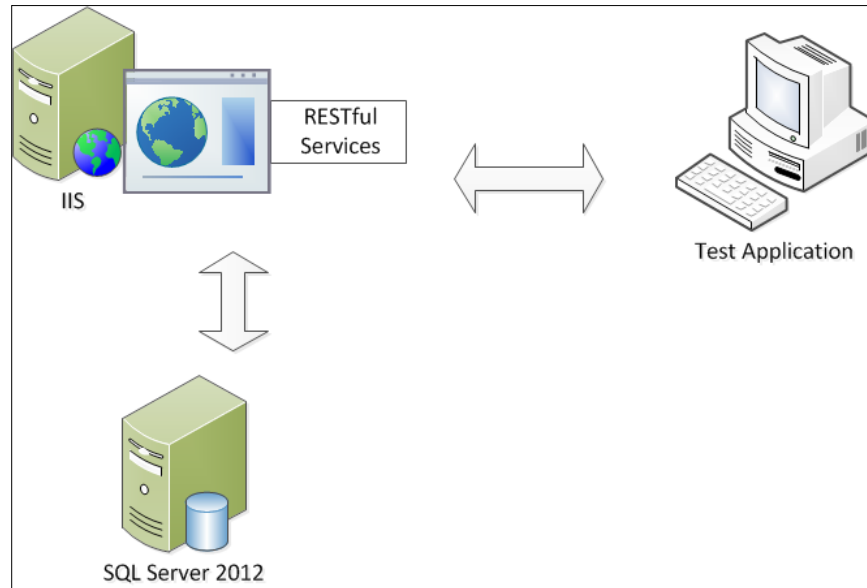 RESTful
Services
IIS
Test Application
SQL Server 2012